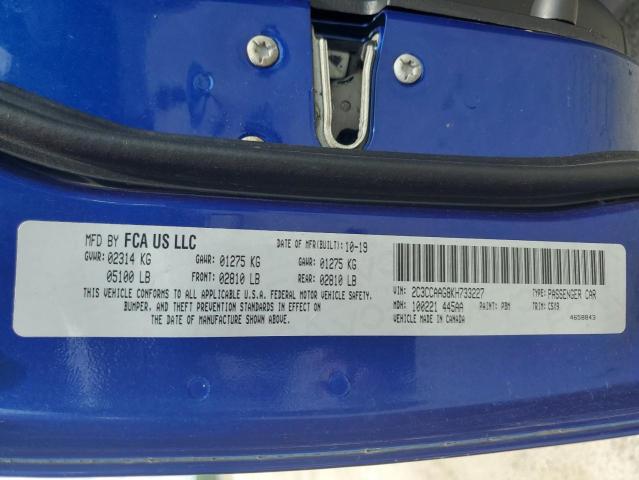 MFD BY FCA US LLC DATE OF MFR(BUILT): 10-19
GVWR: 02314 KG GAWR: 01275 KG GAWR: 01275 KG
05100 LB FRONT: 02810 LB REAR: 02810 LB
THIS VEHICLE CONFORMS TO ALL APPLICABLE U.S.A. FEDERAL MOTOR VEHICLE SAFETY,
BUMPER, AND THEFT PREVENTION STANDARDS IN EFFECT ON
THE DATE OF MANUFACTURE SHOWN ABOVE.
VIN: 2C3CCAAG8KH733227 TYPE: PASSENGER CAR
MDH: 100221 445AA PAINT: PBM TRIM: CSX9
VEHICLE MADE IN CANADA 4658843